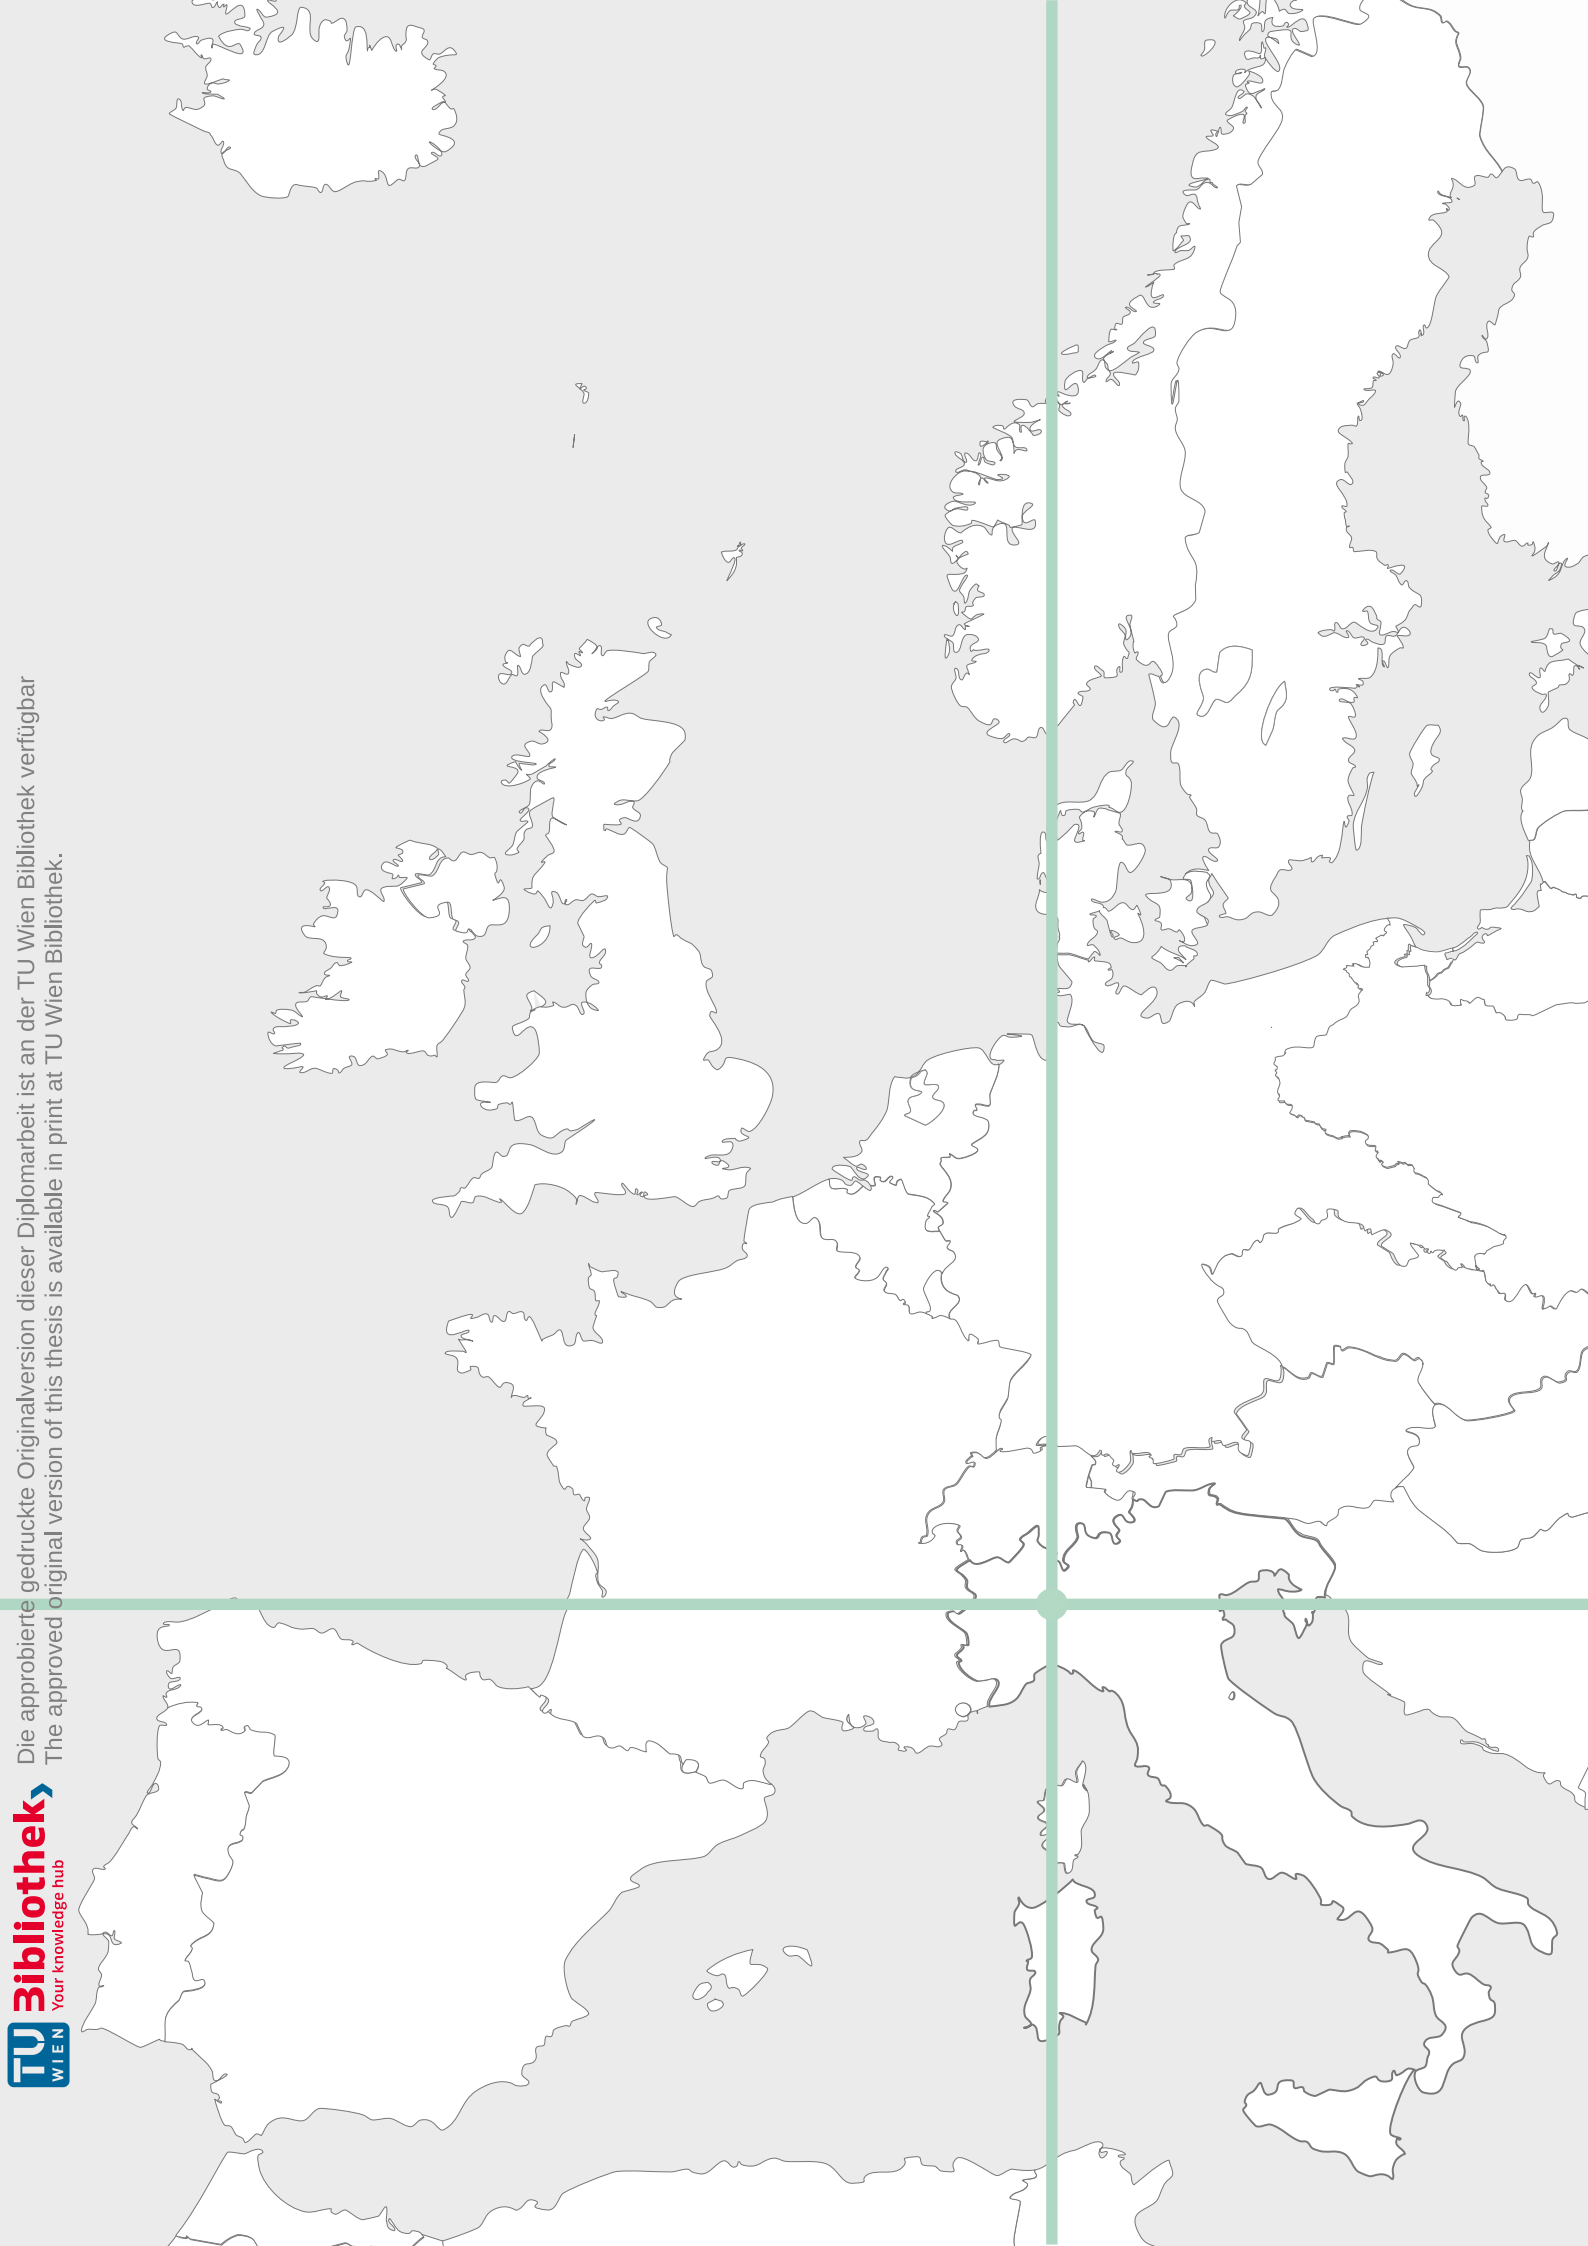 Die approbierte gedruckte Originalversion dieser Diplomarbeit ist an der TU Wien Bibliothek verfügbar
The approved original version of this thesis is available in print at TU Wien Bibliothek.
Bibliothek
Your knowledge hub
TU
WIEN